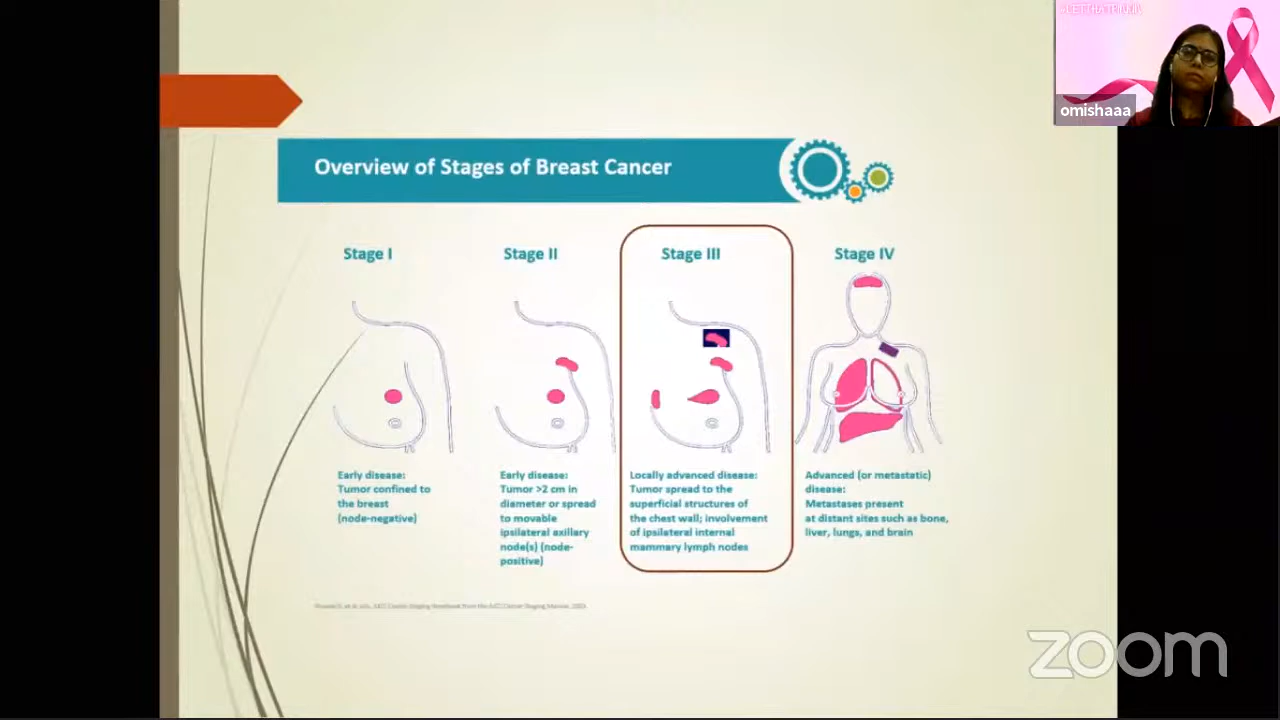 omishaaa
Overview of Stages of Breast Cancer
Stage I
Stage II
Stage III
Stage IV
Early disease:
Tumor confined to
the breast
(node-negative)
Early disease:
Tumor >2 cm in
diameter or spread
to movable
ipsilateral axillary
node(s) (node-
positive)
Locally advanced disease:
Tumor spread to the
superficial structures of
the chest wall; involvement
of ipsilateral internal
mammary lymph nodes
Advanced (or metastatic)
disease:
Metastases present
at distant sites such as bone,
liver, lungs, and brain
zoom